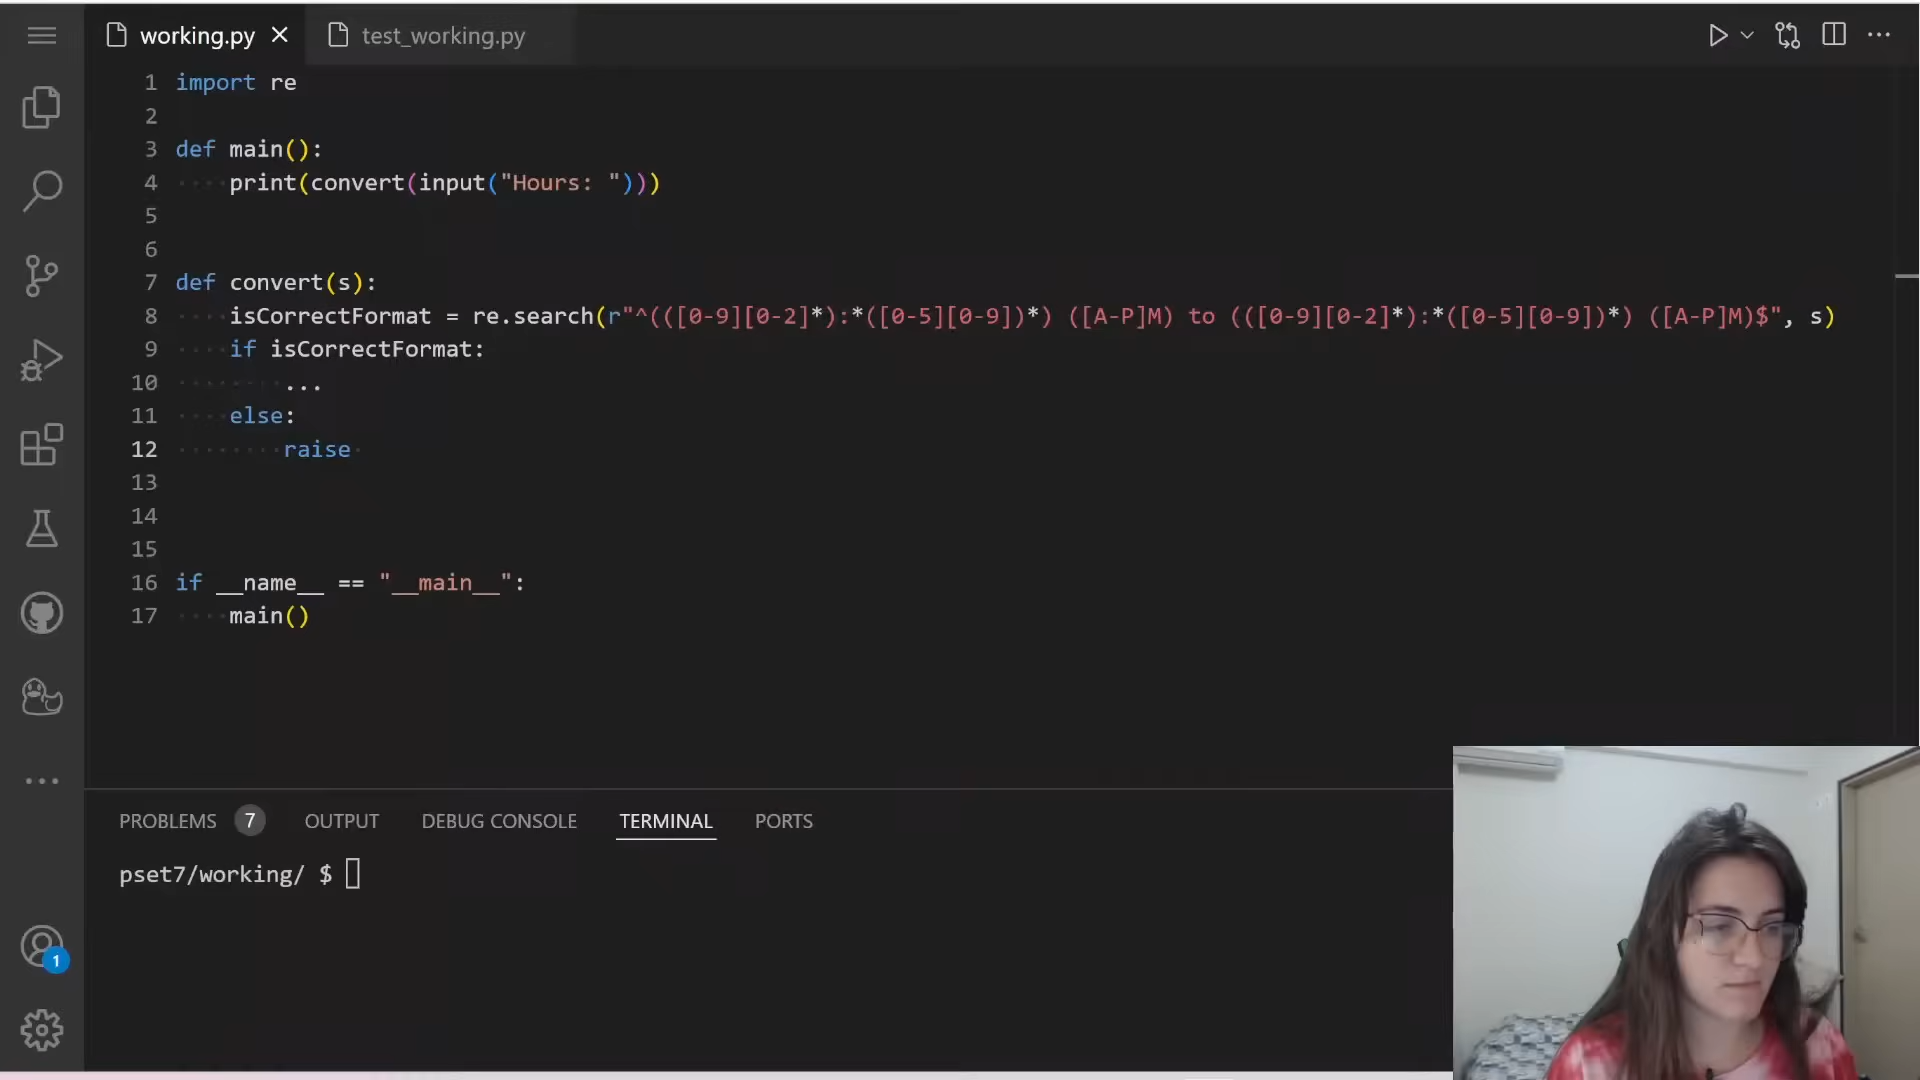 working.py
test_working.py
1 import re
2
3 def main():
4 print(convert(input("Hours: ")))
5
6
7 def convert(s):
8 isCorrectFormat = re.search(r"^(([0-9][0-2]*):*([0-5][0-9])*) ([A-P]M) to (([0-9][0-2]*):*([0-5][0-9])*) ([A-P]M)$", s)
9 if isCorrectFormat:
10 ...
11 else:
12 raise
13
14
15
16 if __name__ == "__main__":
17 main()
PROBLEMS 7 OUTPUT DEBUG CONSOLE TERMINAL PORTS
pset7/working/ $
1